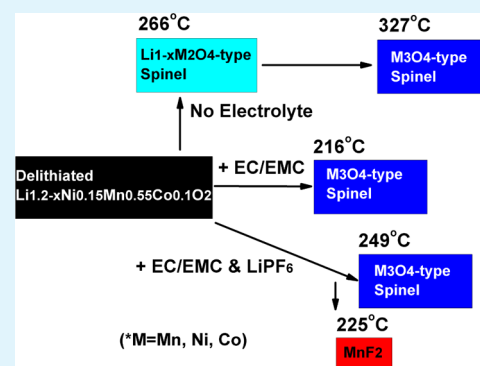 266°C
327°C
Li1-xM2O4-type
Spinel
M3O4-type
Spinel
No Electrolyte
216°C
Delithiated
Li1.2-xNi0.15Mn0.55Co0.1O2
+ EC/EMC
M3O4-type
Spinel
249°C
+ EC/EMC & LiPF6
M3O4-type
Spinel
225°C
(*M=Mn, Ni, Co)
MnF2